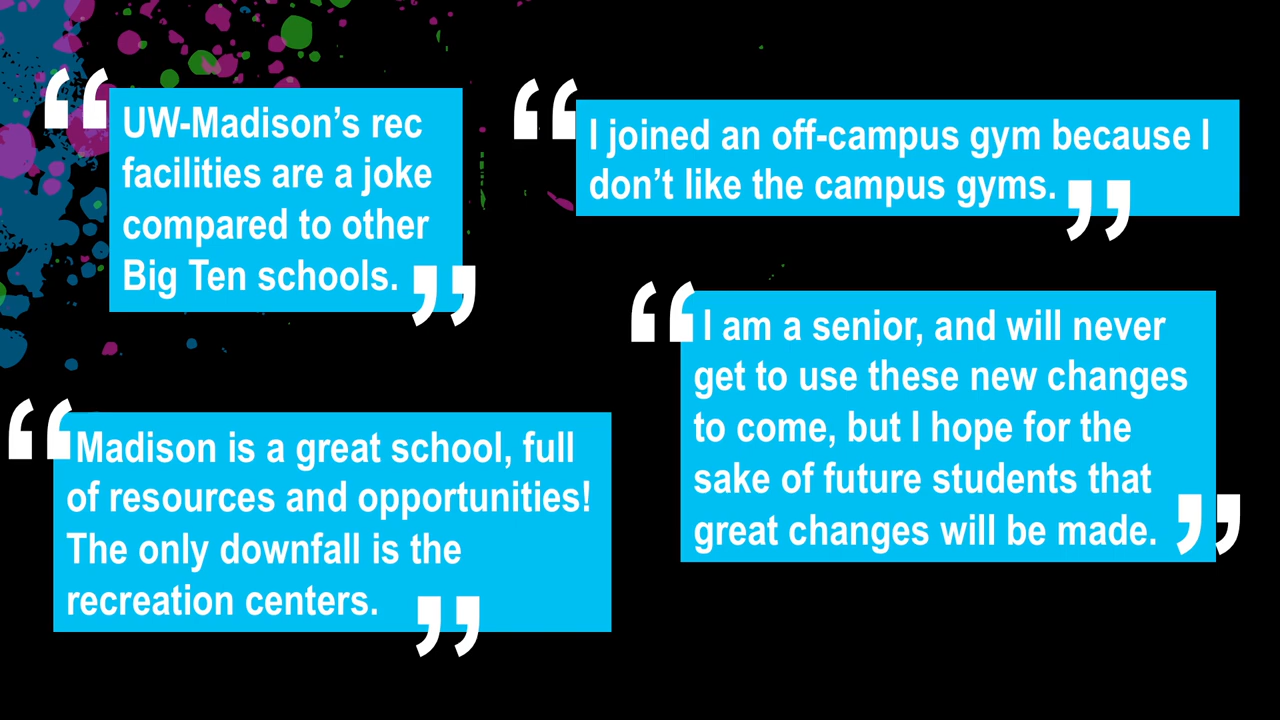 “UW-Madison’s rec
facilities are a joke
compared to other
Big Ten schools.”
“I joined an off-campus gym because I
don’t like the campus gyms.”
“Madison is a great school, full
of resources and opportunities!
The only downfall is the
recreation centers.”
“I am a senior, and will never
get to use these new changes
to come, but I hope for the
sake of future students that
great changes will be made.”